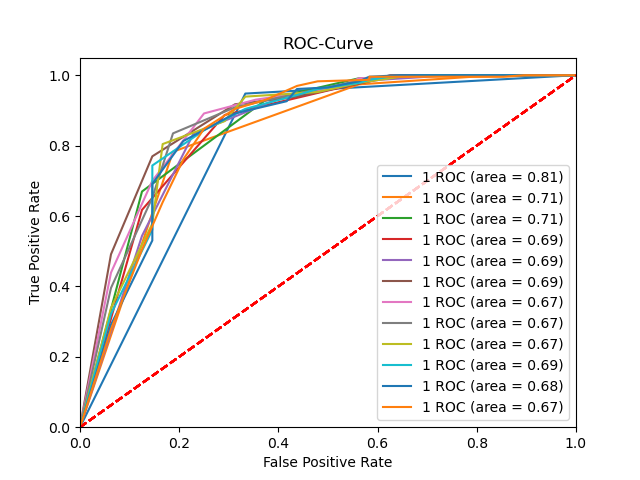 ROC-Curve
True Positive Rate
1.0
0.8
0.6
0.4
0.2
0.0
1 ROC (area = 0.81)
1 ROC (area = 0.71)
1 ROC (area = 0.71)
1 ROC (area = 0.69)
1 ROC (area = 0.69)
1 ROC (area = 0.69)
1 ROC (area = 0.67)
1 ROC (area = 0.67)
1 ROC (area = 0.67)
1 ROC (area = 0.69)
1 ROC (area = 0.68)
1 ROC (area = 0.67)
0.0 0.2 0.4 0.6 0.8 1.0
False Positive Rate